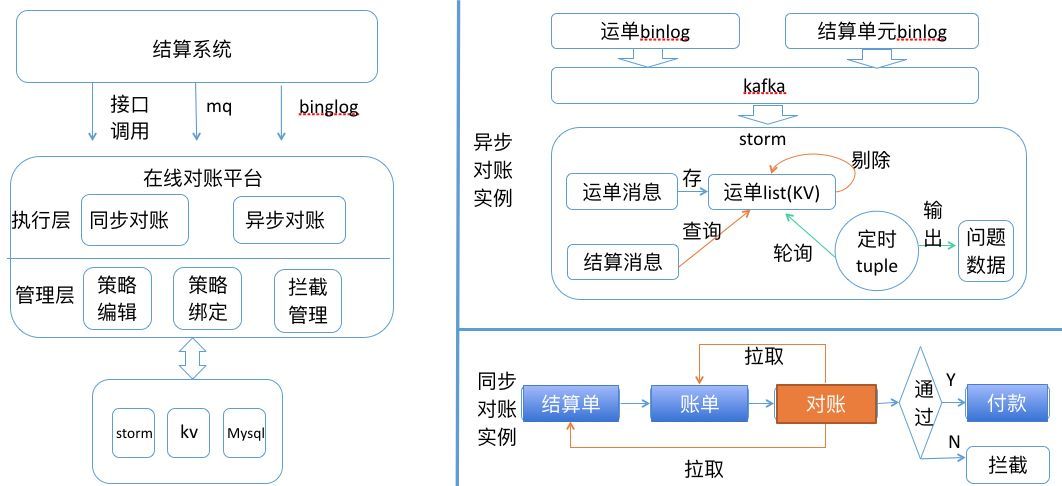 结算系统
接口
调用
mq
binglog
在线对账平台
执行层
同步对账
异步对账
管理层
策略
编辑
策略
绑定
拦截
管理
storm
kv
Mysql
异步
对账
实例
运单binlog
结算单元binlog
kafka
storm
运单消息
存
运单list(KV)
剔除
结算消息
查询
轮询
定时
tuple
输
出
问题
数据
同步
对账
实例
拉取
结算单
账单
对账
通
过
Y
付款
N
拦截
拉取